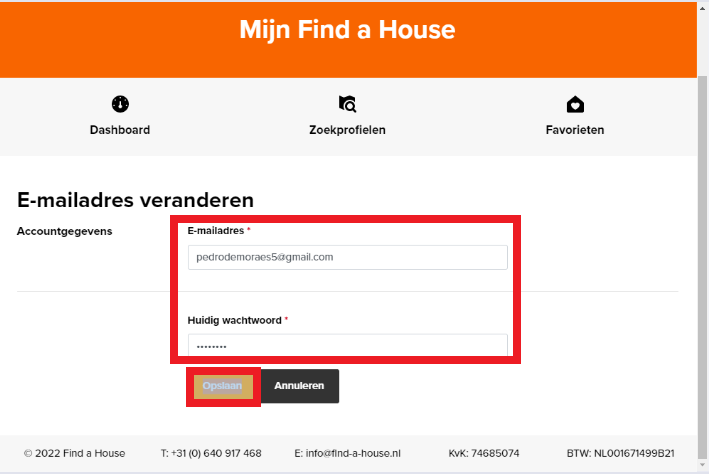 Mijn Find a House
Dashboard Zoekprofielen Favorieten
E-mailadres veranderen
Accountgegevens E-mailadres *
pedrodemoraes5@gmail.com
Huidig wachtwoord *
••••••••
Opslaan Annuleren
© 2022 Find a House T: +31 (0) 640 917 468 E: info@find-a-house.nl KvK: 74685074 BTW: NL001671499B21